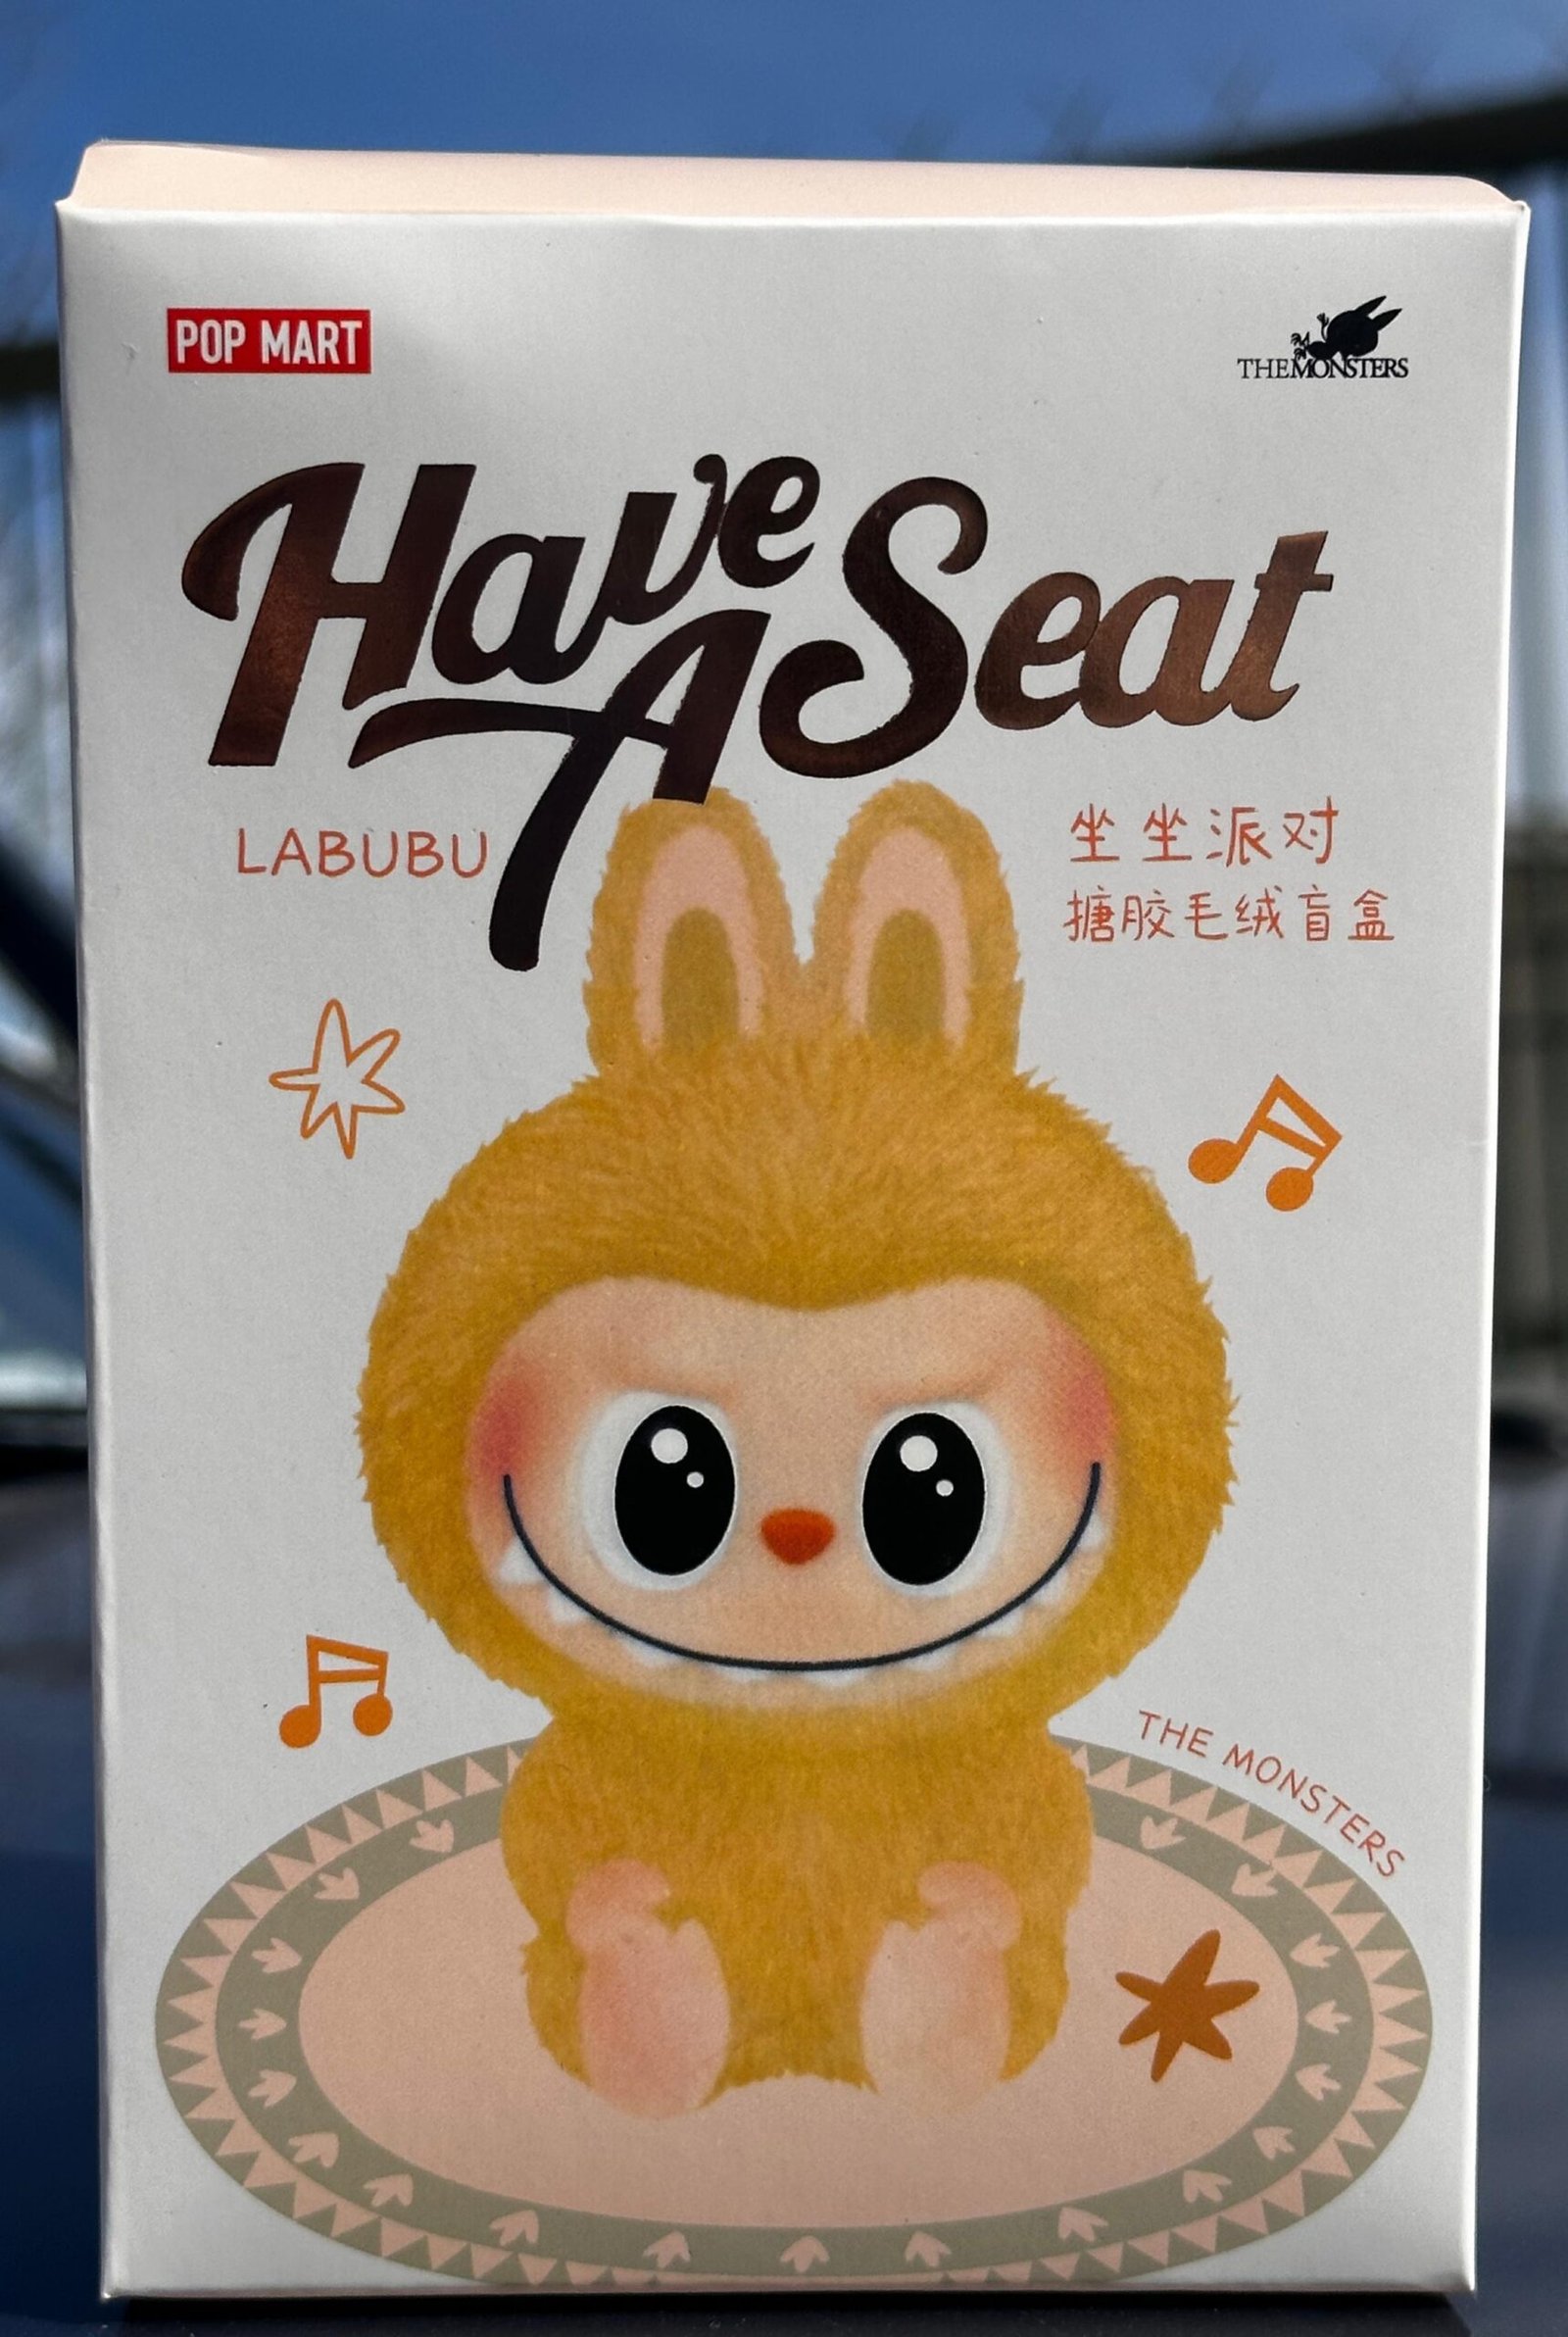 POP MART
THEMONSTERS
Have A Seat
LABUBU
坐坐派对
搪胶毛绒盲盒
THE MONSTERS